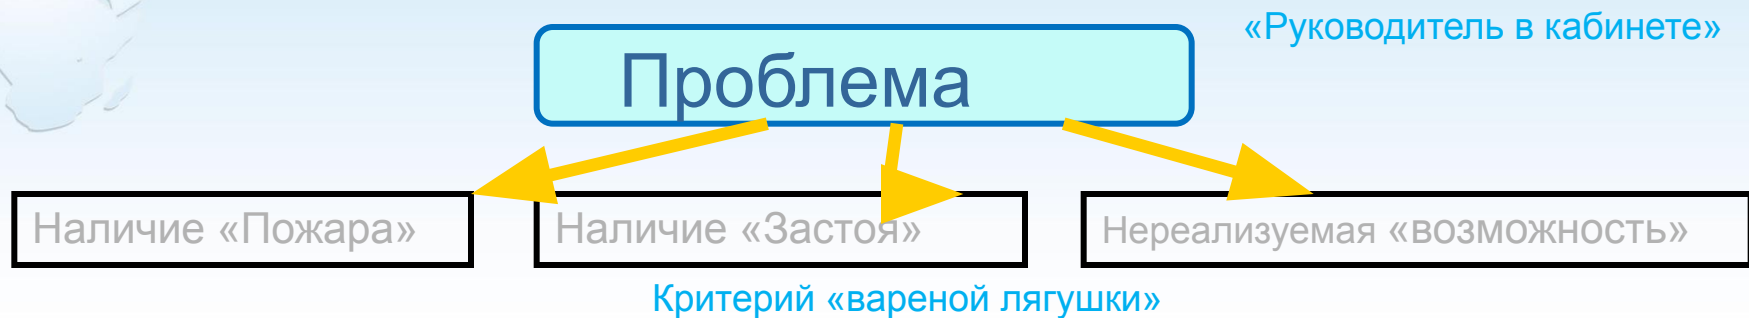 «Руководитель в кабинете»
Проблема
Наличие «Пожара»
Наличие «Застоя»
Нереализуемая «возможность»
Критерий «вареной лягушки»